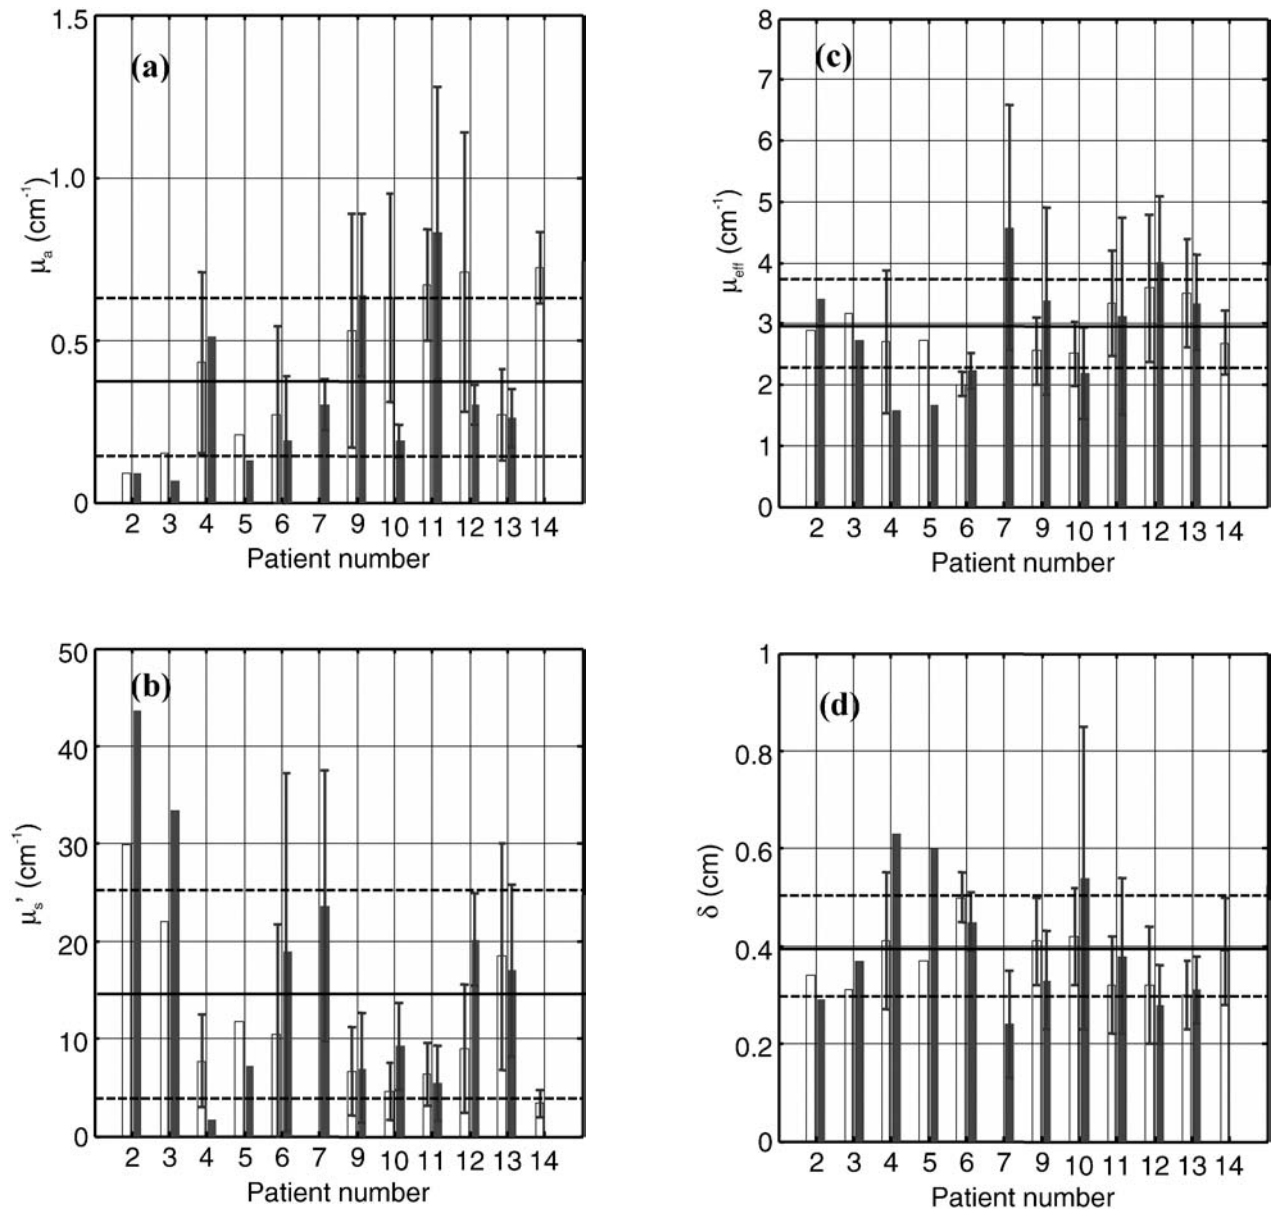 1.5
(a)
1.0
μa (cm-1)
0.5
0
2 3 4 5 6 7 9 10 11 12 13 14
Patient number
8
(c)
7
6
5
μeff (cm-1)
4
3
2
1
0
2 3 4 5 6 7 9 10 11 12 13 14
Patient number
50
(b)
40
30
μs' (cm-1)
20
10
0
2 3 4 5 6 7 9 10 11 12 13 14
Patient number
1
(d)
0.8
0.6
δ (cm)
0.4
0.2
0
2 3 4 5 6 7 9 10 11 12 13 14
Patient number